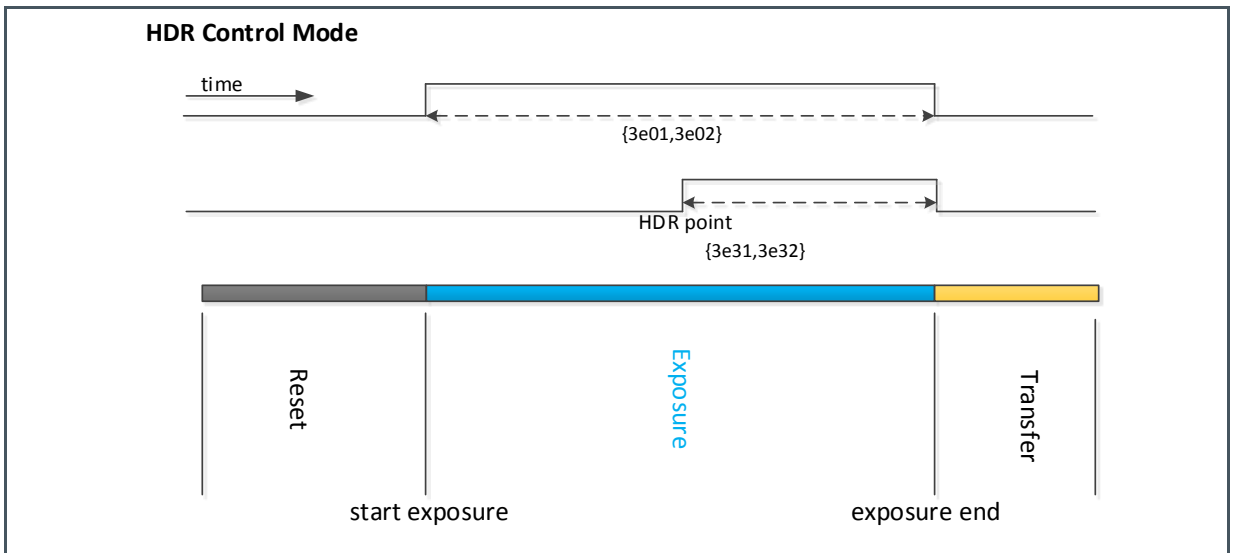 HDR Control Mode
time
{3e01,3e02}
HDR point
{3e31,3e32}
Reset
Exposure
Transfer
start exposure
exposure end